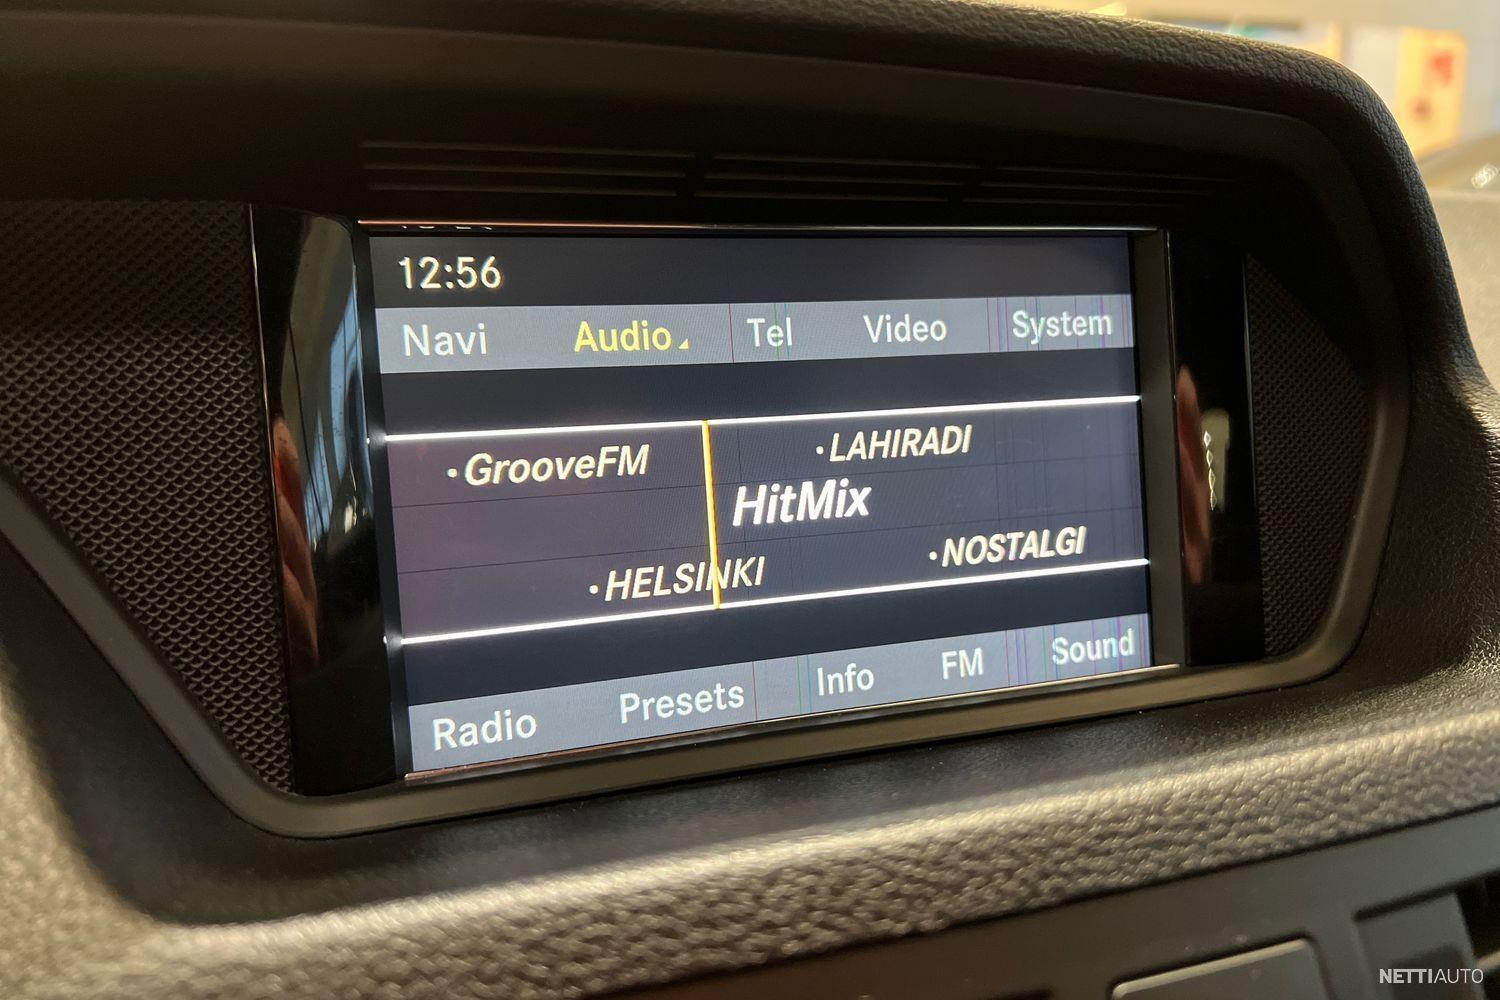 12:56
Navi Audio Tel Video System
·GrooveFM ·LAHIRADI
HitMix
·HELSINKI ·NOSTALGI
Radio Presets Info FM Sound
NETTIAUTO